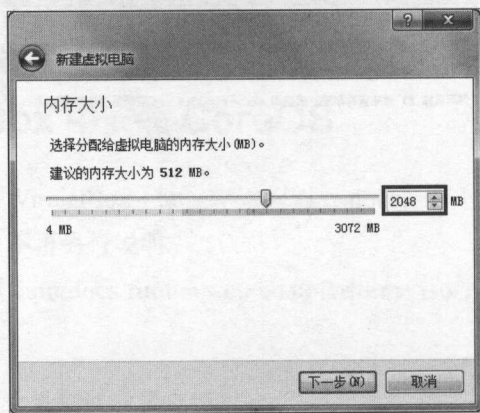 新建虚拟电脑
内存大小
选择分配给虚拟电脑的内存大小(MB)。
建议的内存大小为 512 MB。
2048 MB
4 MB 3072 MB
下一步(N) 取消